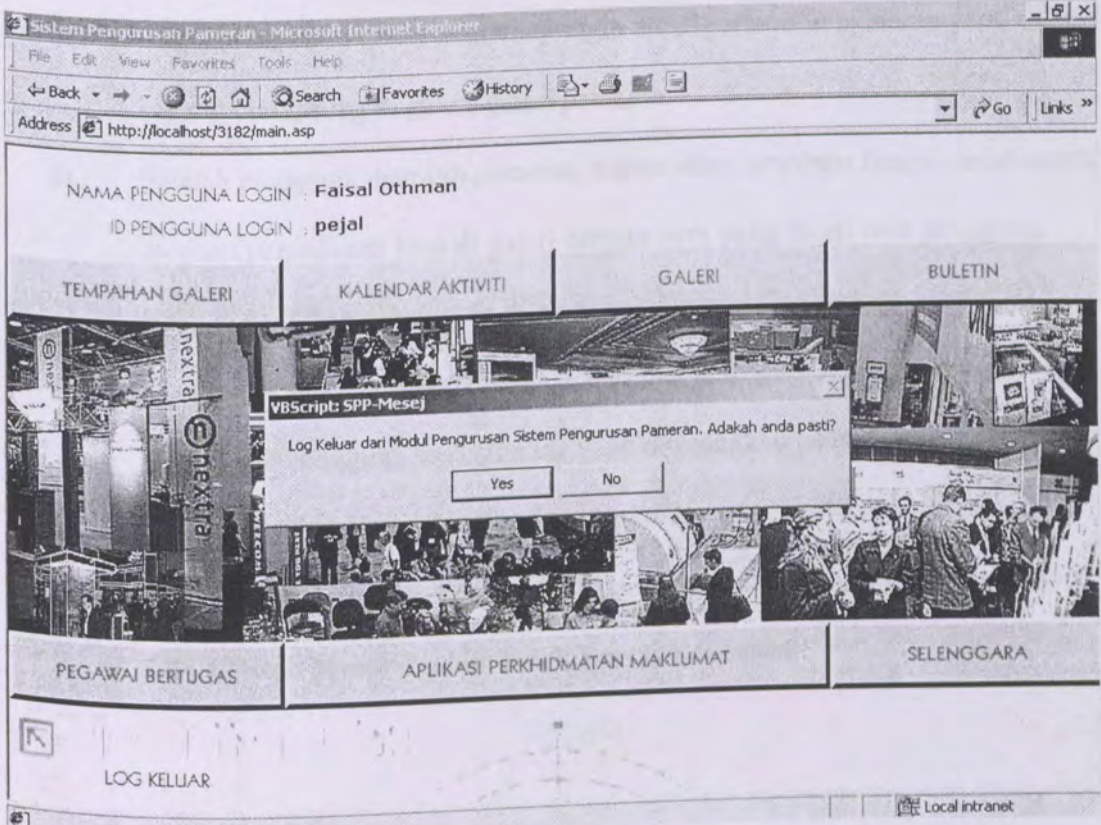 Sistem Pengurusan Pameran - Microsoft Internet Explorer
File Edit View Favorites Tools Help
Back Search Favorites History
Address http://localhost/3182/main.asp Go Links »
NAMA PENGGUNA LOGIN : Faisal Othman
ID PENGGUNA LOGIN : pejal
TEMPAHAN GALERI KALENDAR AKTIVITI GALERI BULETIN
nextra
nextra
VBScript: SPP-Mesej
Log Keluar dari Modul Pengurusan Sistem Pengurusan Pameran. Adakah anda pasti?
Yes No
PEGAWAI BERTUGAS APLIKASI PERKHIDMATAN MAKLUMAT SELENGGARA
LOG KELUAR
Local intranet